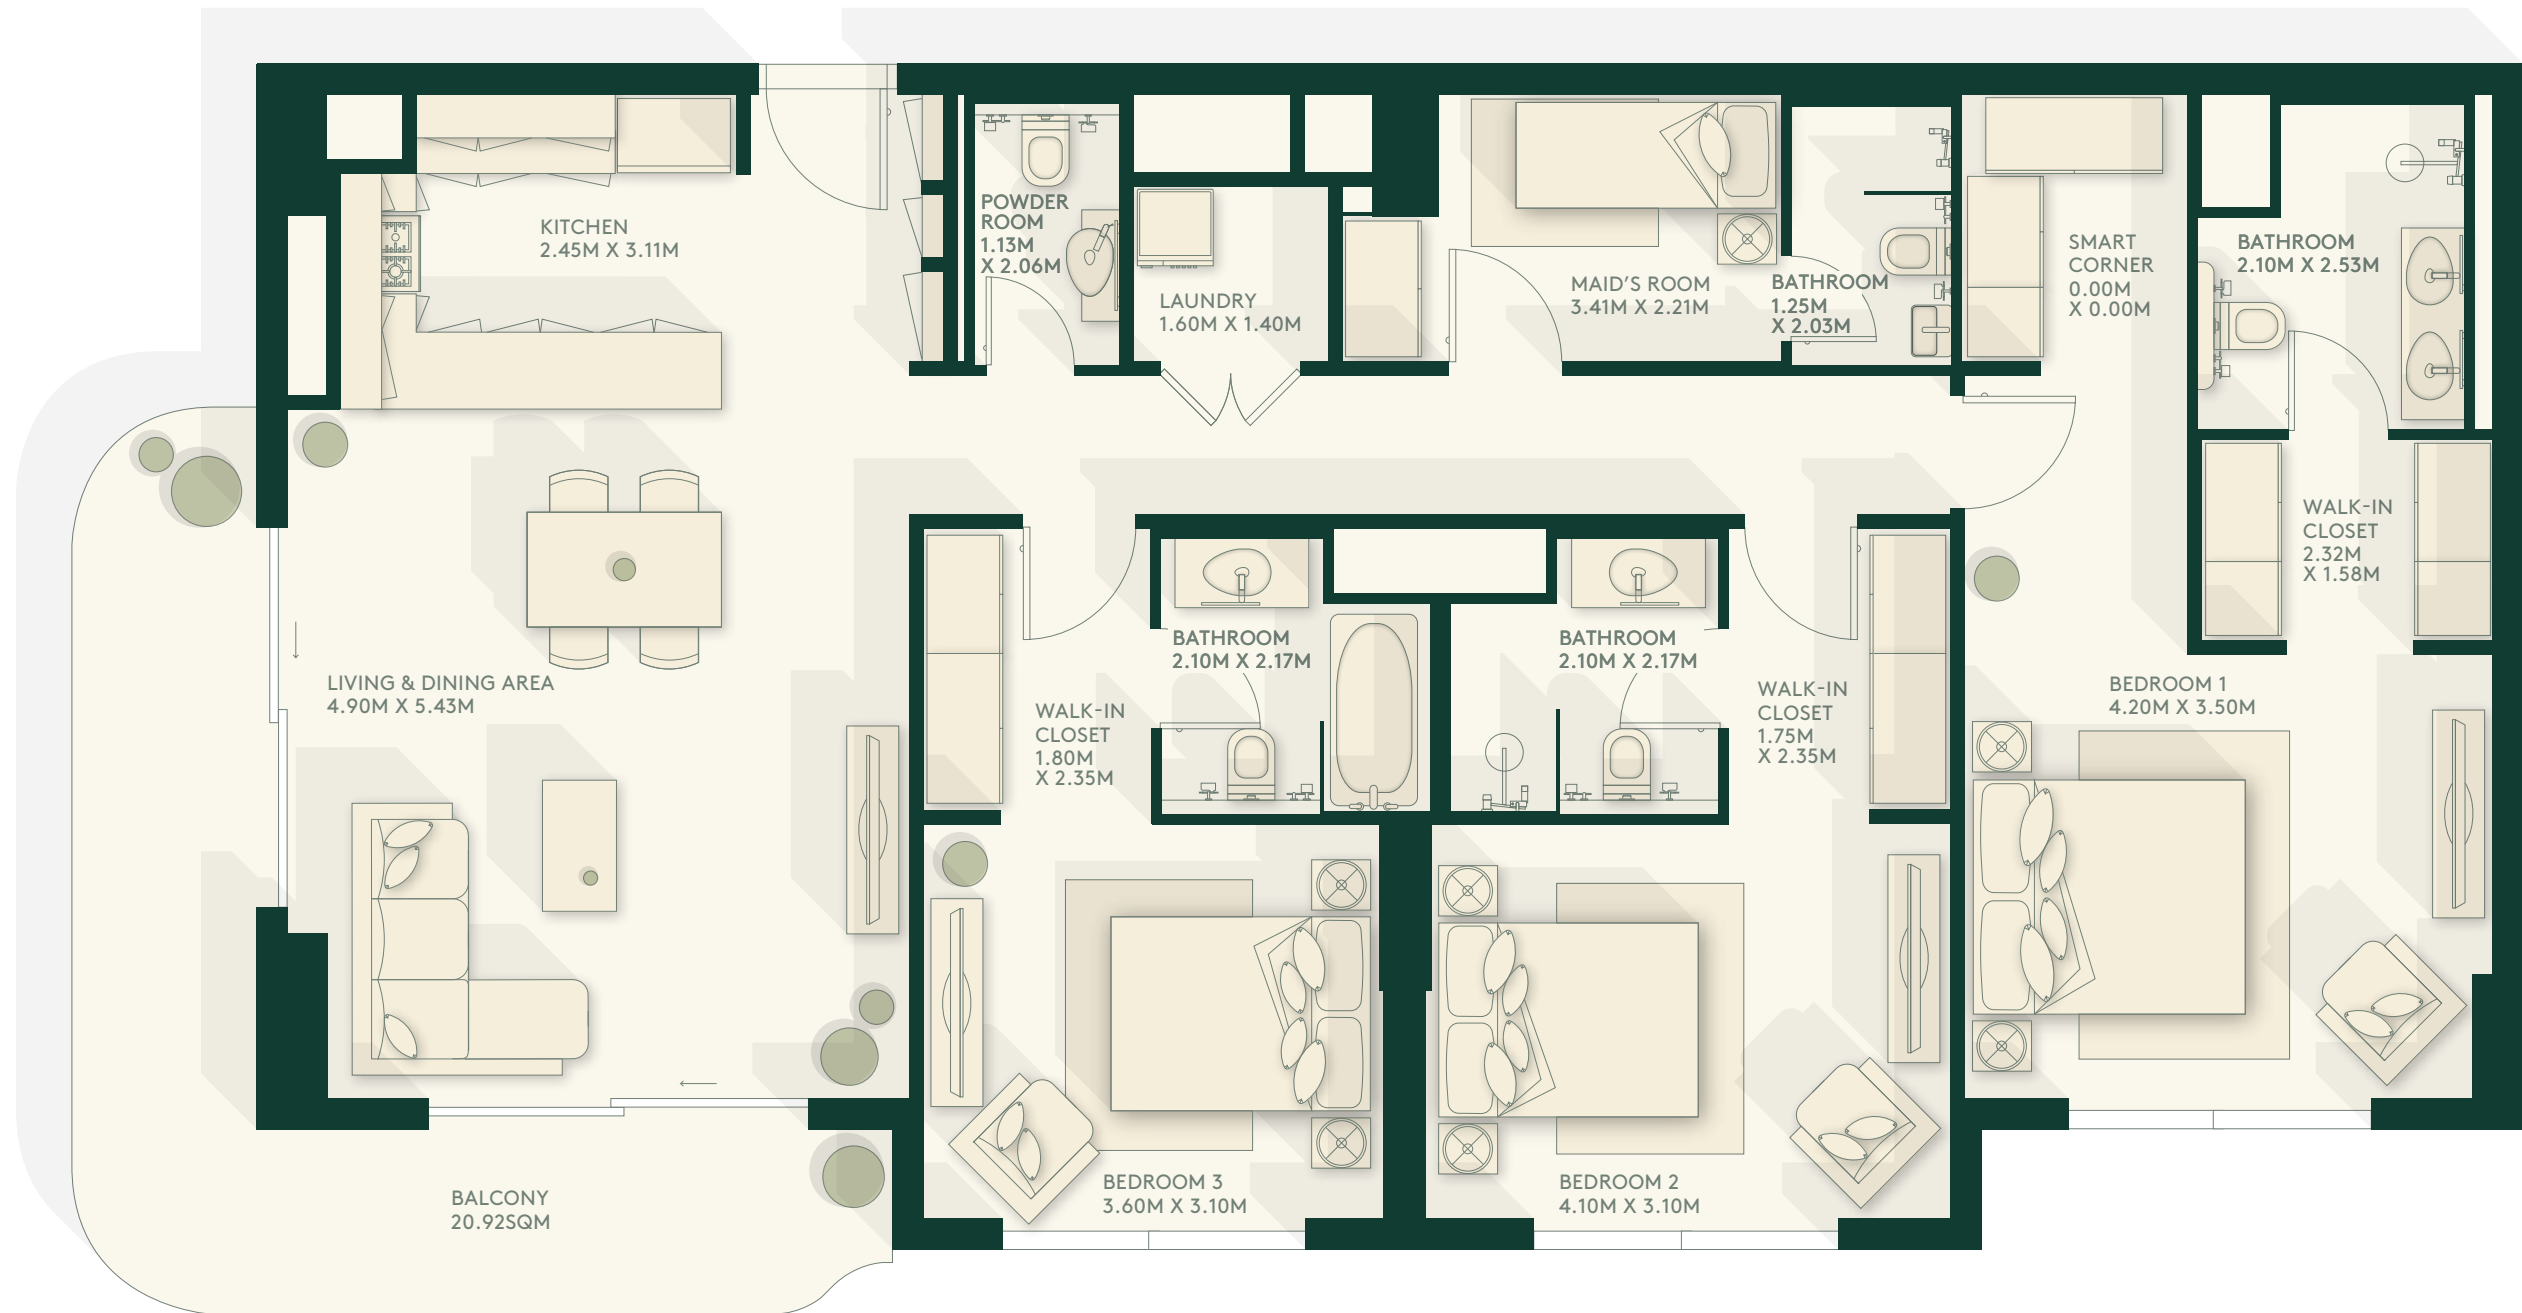 KITCHEN
2.45M X 3.11M
POWDER
ROOM
1.13M
X 2.06M
LAUNDRY
1.60M X 1.40M
MAID'S ROOM
3.41M X 2.21M
BATHROOM
1.25M
X 2.03M
SMART
CORNER
0.00M
X 0.00M
BATHROOM
2.10M X 2.53M
WALK-IN
CLOSET
2.32M
X 1.58M
LIVING & DINING AREA
4.90M X 5.43M
WALK-IN
CLOSET
1.80M
X 2.35M
BATHROOM
2.10M X 2.17M
BATHROOM
2.10M X 2.17M
WALK-IN
CLOSET
1.75M
X 2.35M
BEDROOM 1
4.20M X 3.50M
BALCONY
20.92SQM
BEDROOM 3
3.60M X 3.10M
BEDROOM 2
4.10M X 3.10M